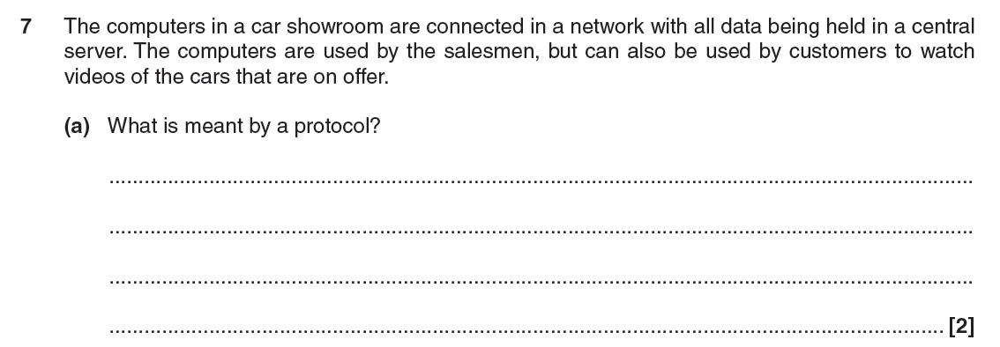 7 The computers in a car showroom are connected in a network with all data being held in a central
server. The computers are used by the salesmen, but can also be used by customers to watch
videos of the cars that are on offer.
(a) What is meant by a protocol?
..........
..........
..........
.......... [2]